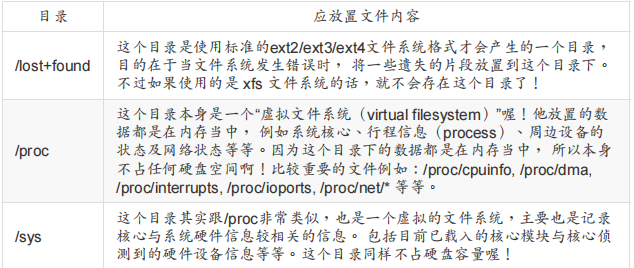 目录 应放置文件内容
/lost+found
这个目录是使用标准的ext2/ext3/ext4文件系统格式才会产生的一个目录，
目的在于当文件系统发生错误时， 将一些遗失的片段放置到这个目录下。
不过如果使用的是 xfs 文件系统的话，就不会存在这个目录了！
/proc
这个目录本身是一个“虚拟文件系统（virtual filesystem）”喔！他放置的数
据都是在内存当中， 例如系统核心、行程信息（process）、周边设备的
状态及网络状态等等。因为这个目录下的数据都是在内存当中， 所以本身
不占任何硬盘空间啊！比较重要的文件例如：/proc/cpuinfo, /proc/dma,
/proc/interrupts, /proc/ioports, /proc/net/* 等等。
/sys
这个目录其实跟/proc非常类似，也是一个虚拟的文件系统，主要也是记录
核心与系统硬件信息较相关的信息。 包括目前已载入的核心模块与核心侦
测到的硬件设备信息等等。这个目录同样不占硬盘容量喔！